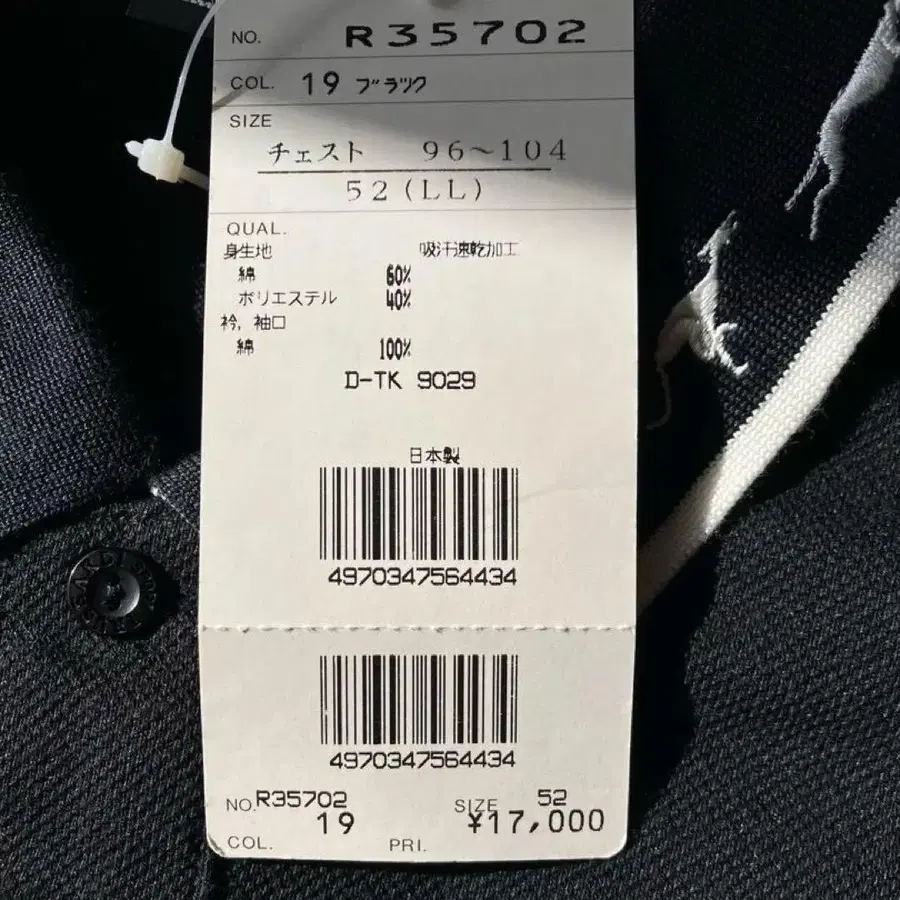 NO. R35702
COL. 19 ブラック
SIZE
チェスト 96～104
52(LL)
QUAL.
身生地 吸汗速乾加工
綿 60%
ポリエステル 40%
衿，袖口
綿 100%
D-TK 9029
日本製
4970347564434
4970347564434
NO. R35702 SIZE 52
19 ¥17,000
COL. PRI.